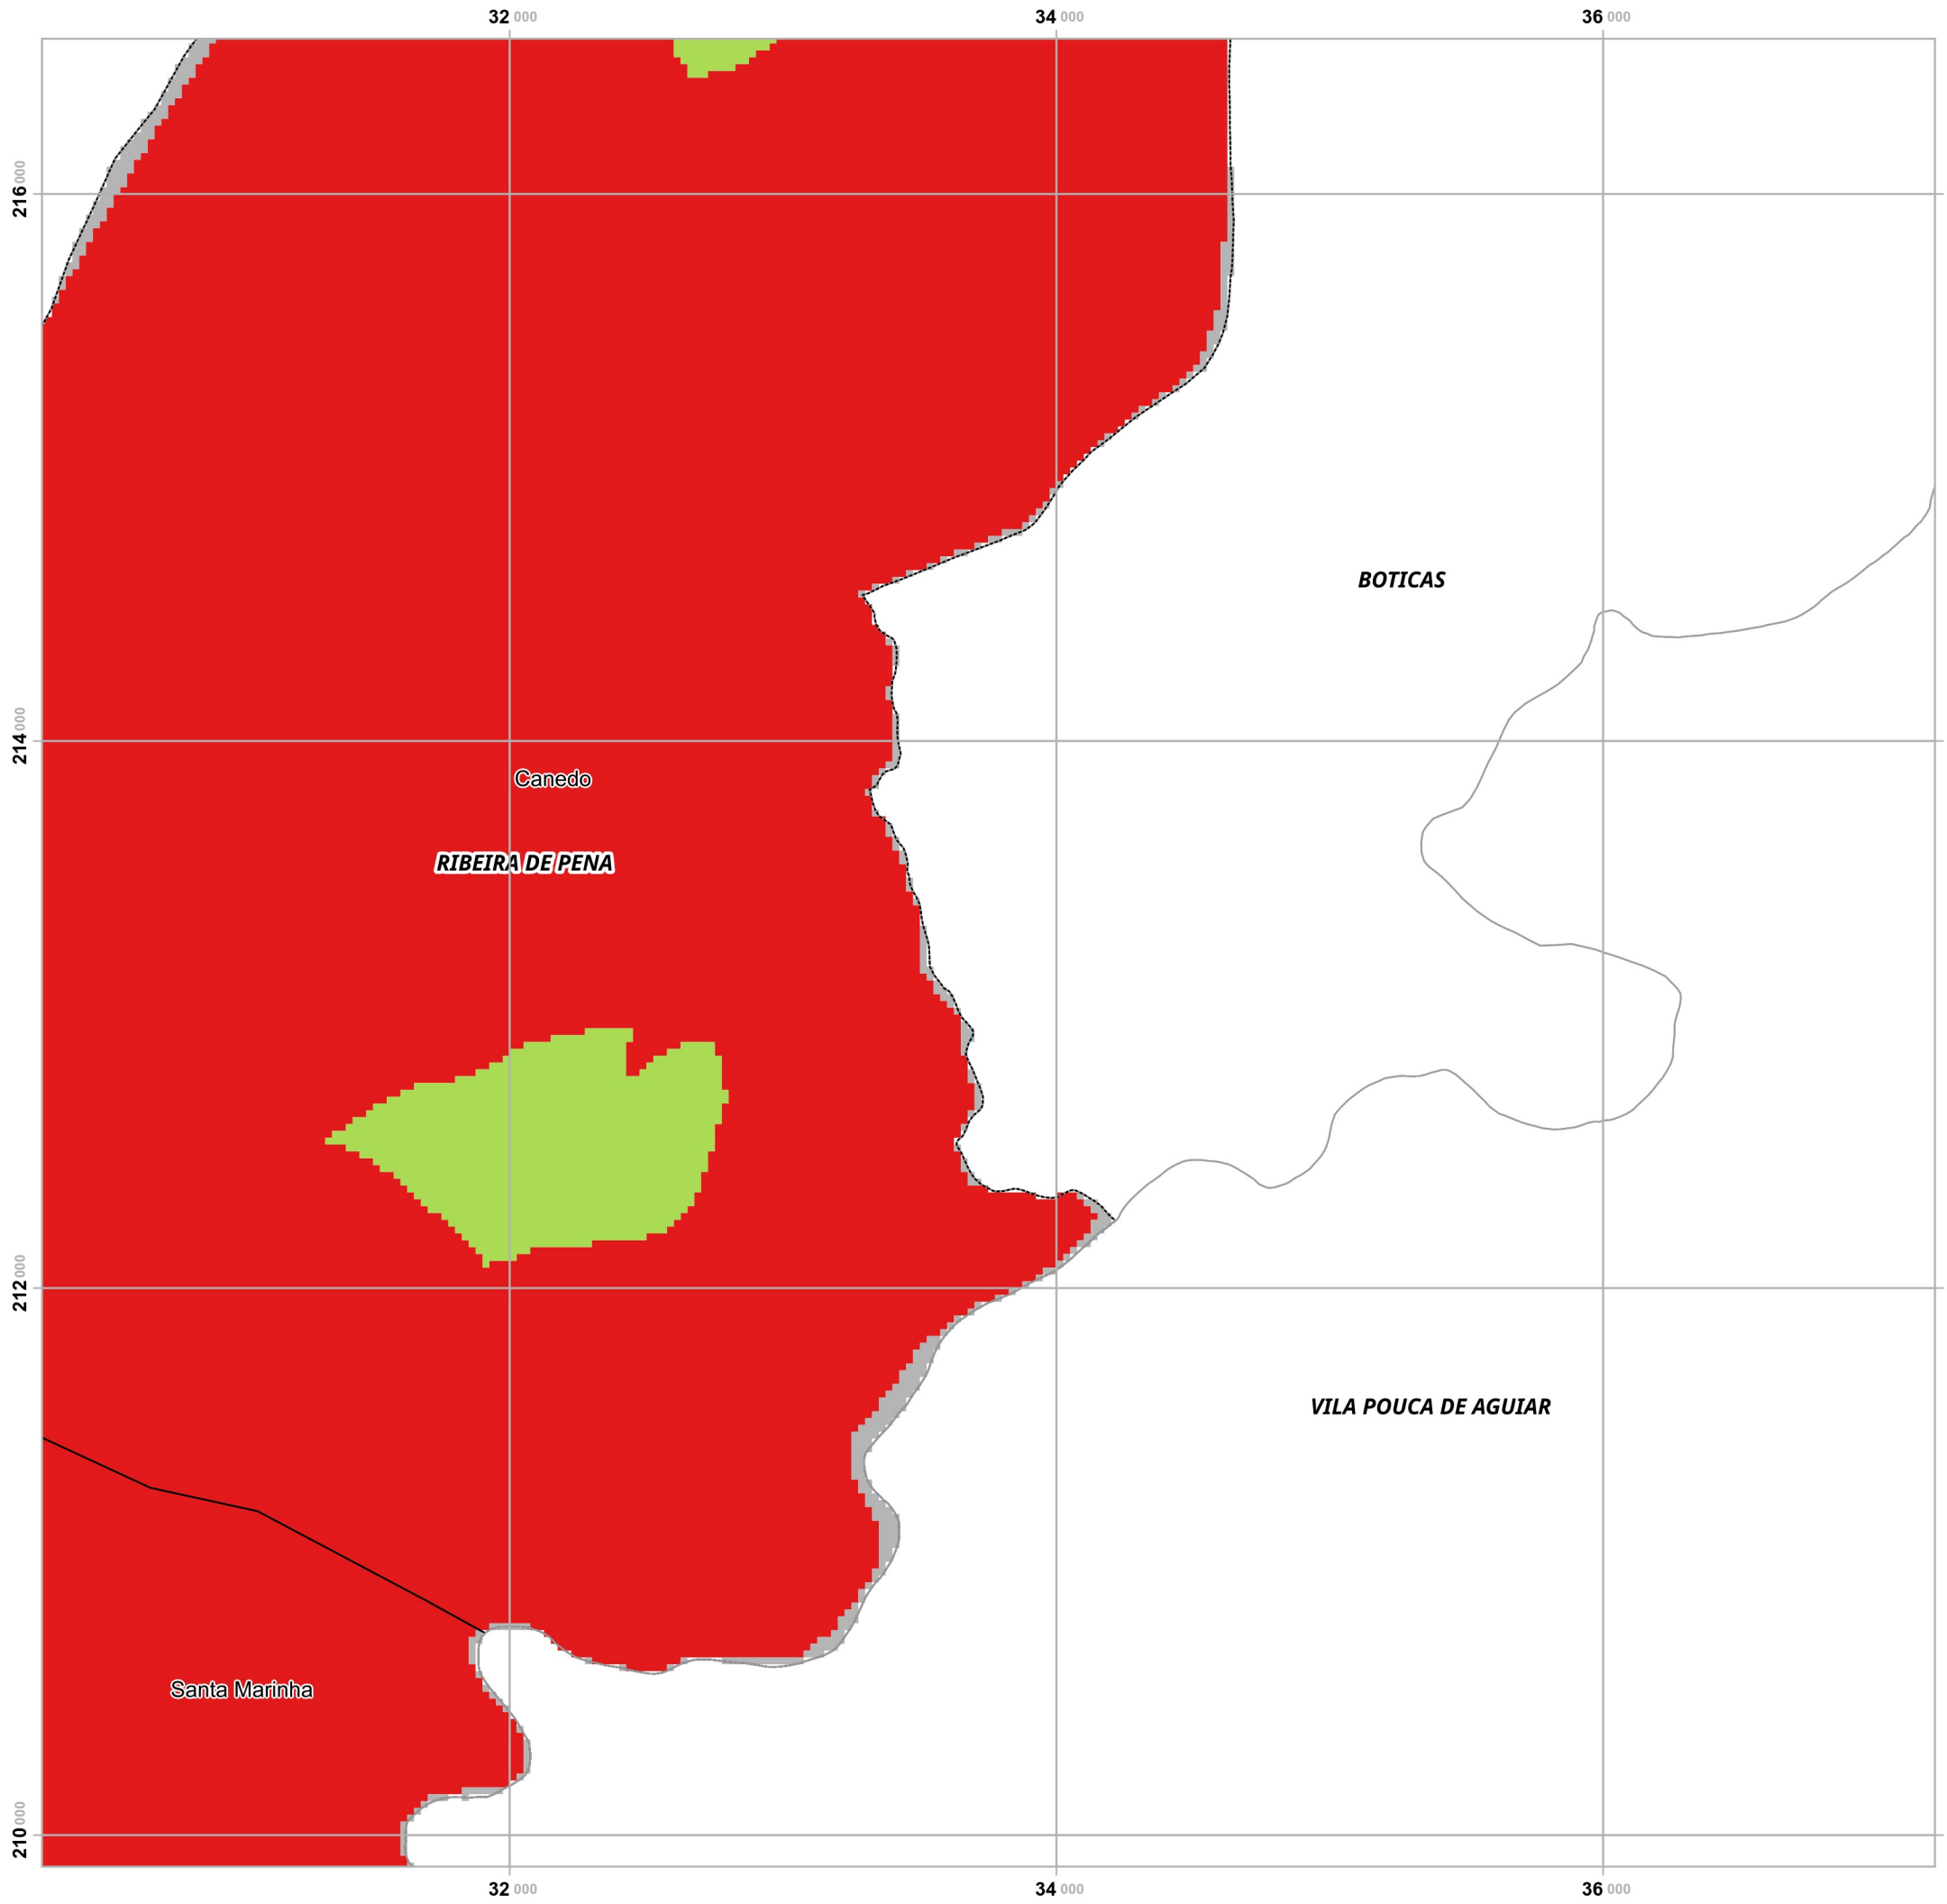 32 000 34 000 36 000
216 000
BOTICAS
214 000
Canedo
RIBEIRA DE PENA
212 000
VILA POUCA DE AGUIAR
Santa Marinha
210 000
32 000 34 000 36 000